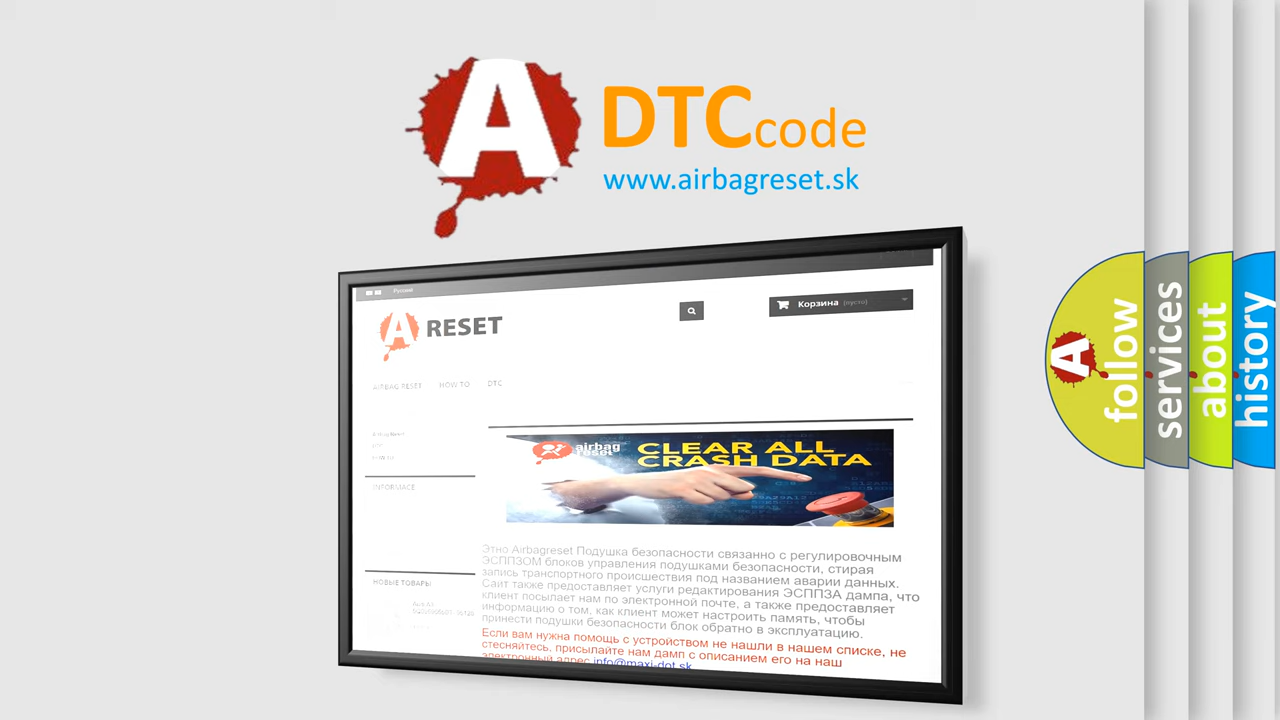 A DTCcode
www.airbagreset.sk
Русский
A RESET
Корзина (пусто)
AIRBAG RESET HOW TO DTC
INFORMACE
НОВЫЕ ТОВАРЫ
airbag
reset
CLEAR ALL
CRASH DATA
Этно Airbagreset Подушка безопасности связанно с регулировочным
ЭСППЗОМ блоков управления подушками безопасности, стирая
запись транспортного происшествия под названием аварии данных.
Сайт также предоставляет услуги редактирования ЭСППЗА дампа, что
клиент посылает нам по электронной почте, а также предоставляет
информацию о том, как клиент может настроить память, чтобы
принести подушки безопасности блок обратно в эксплуатацию.
Если вам нужна помощь с устройством не нашли в нашем списке, не
стесняйтесь, присылайте нам дамп с описанием его на наш
электронный адрес info@maxi-dot.sk
A follow
services
about
history